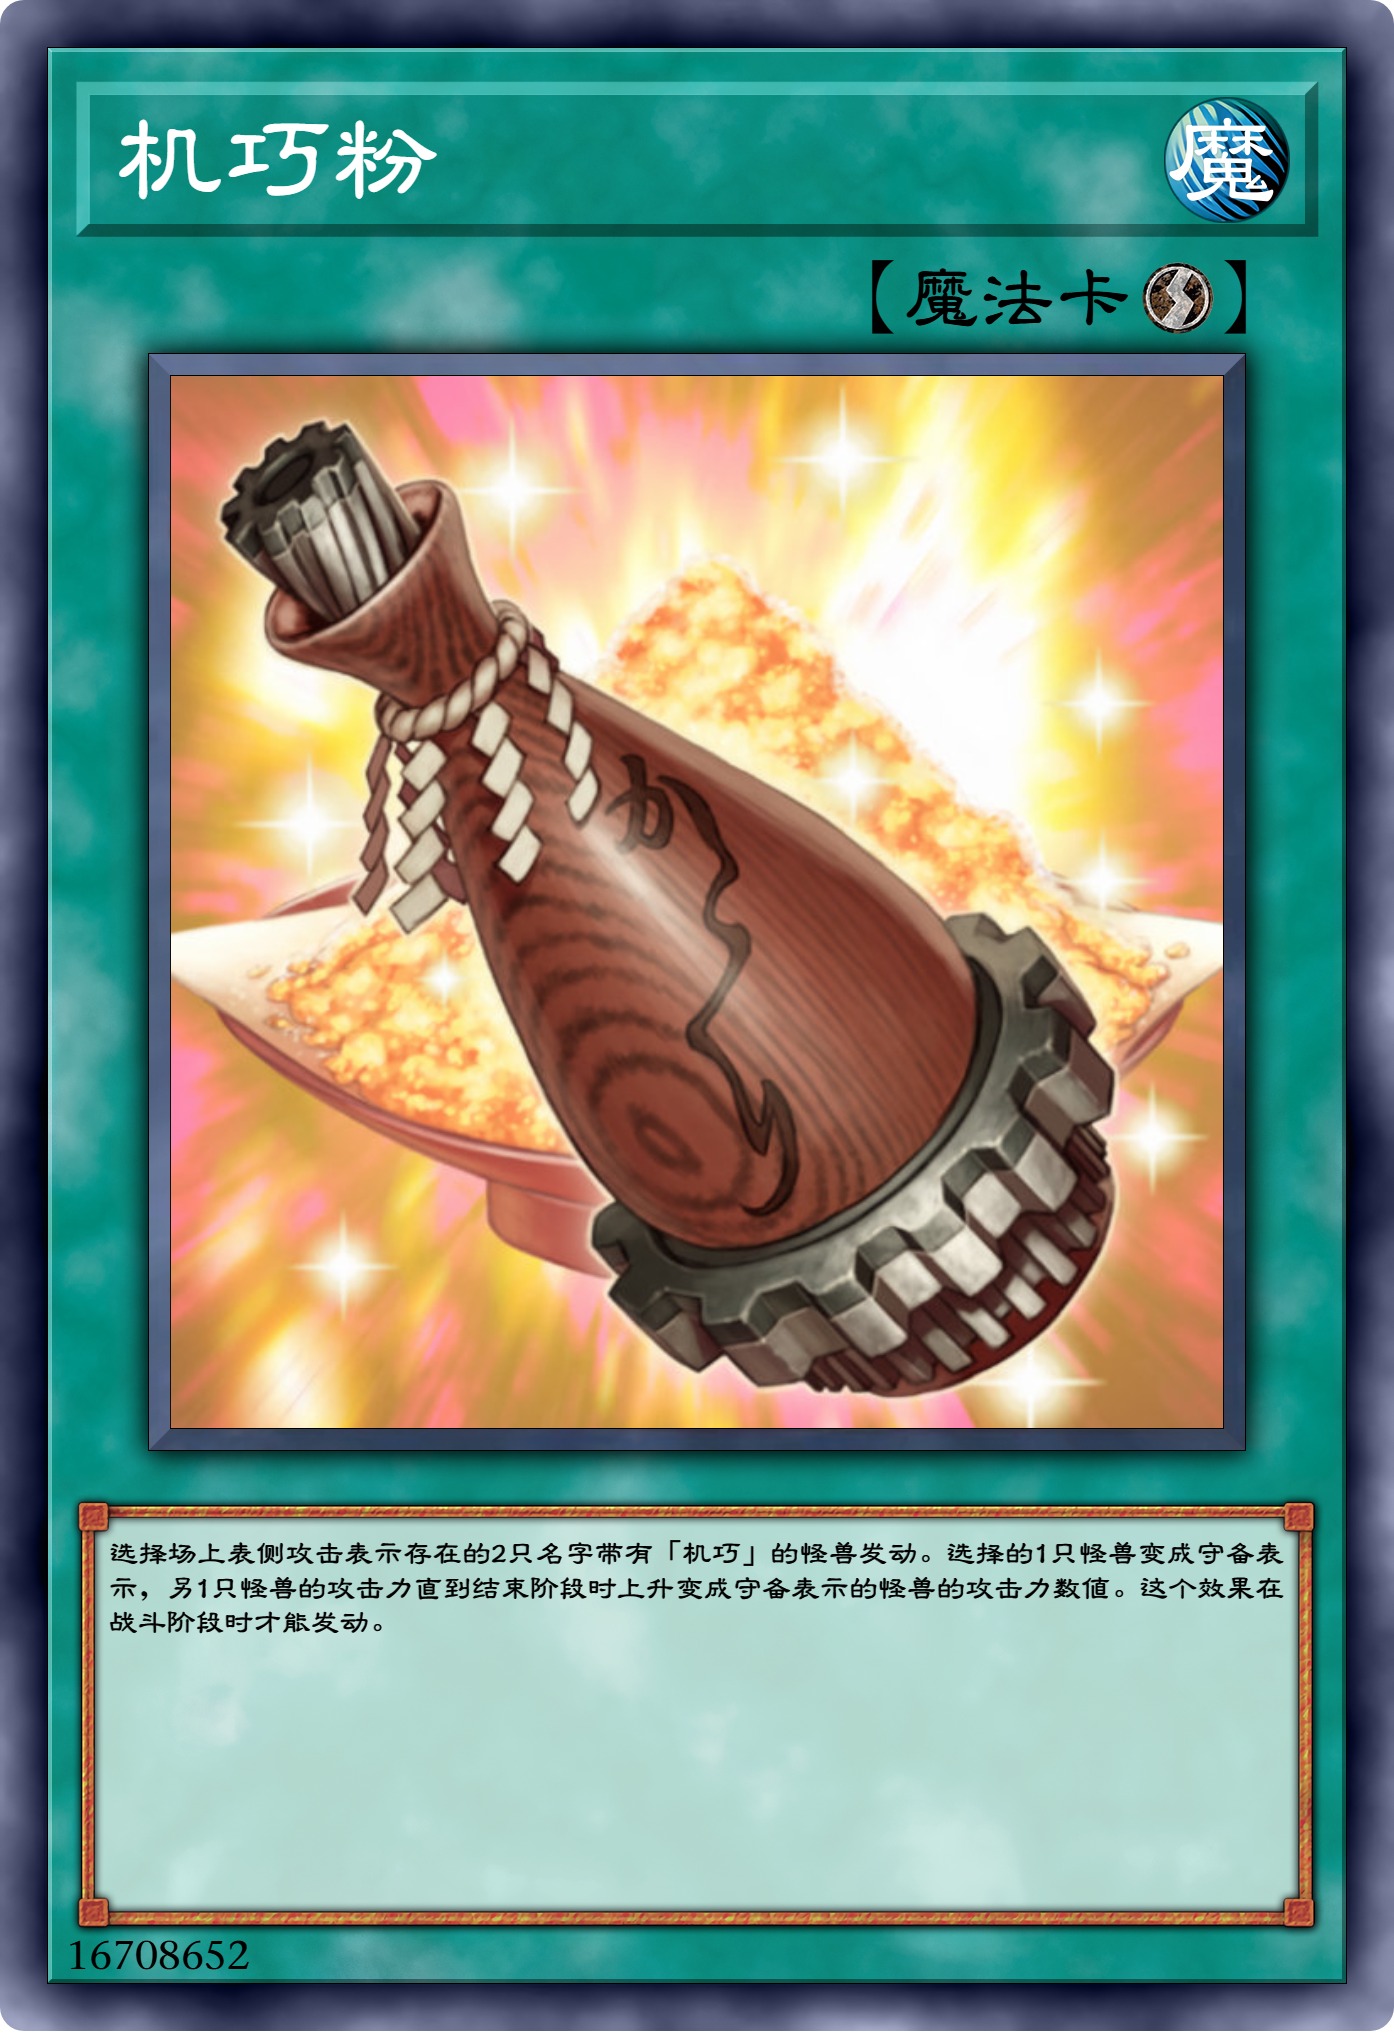 机巧粉
魔
【魔法卡】
か
选择场上表侧攻击表示存在的2只名字带有「机巧」的怪兽发动。选择的1只怪兽变成守备表
示，另1只怪兽的攻击力直到结束阶段时上升变成守备表示的怪兽的攻击力数值。这个效果在
战斗阶段时才能发动。
16708652